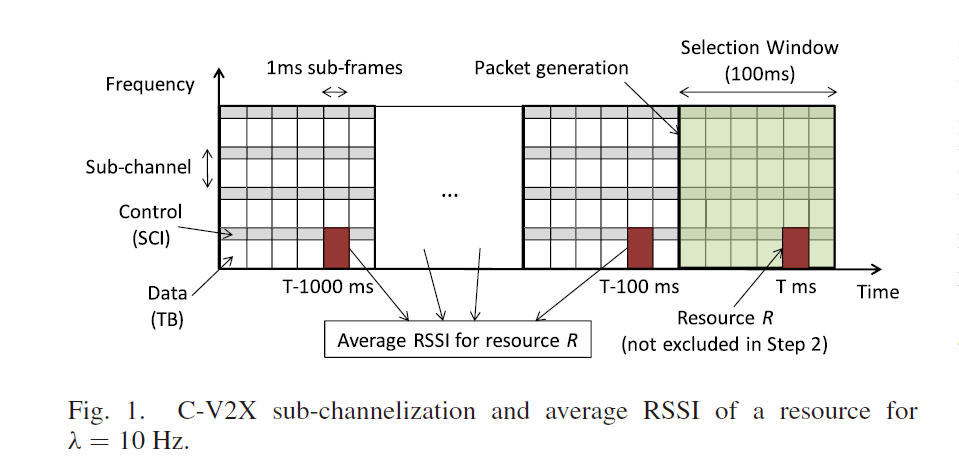 Selection Window
(100ms)
1ms sub-frames
Packet generation
Frequency
Sub-channel
...
Control
(SCI)
Data
(TB)
T-1000 ms
T-100 ms
T ms
Time
Average RSSI for resource R
Resource R
(not excluded in Step 2)
Fig. 1. C-V2X sub-channelization and average RSSI of a resource for
λ = 10 Hz.